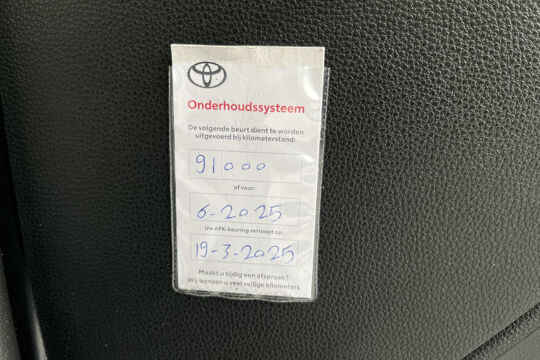 Onderhoudssysteem
De volgende beurt dient te worden
uitgevoerd bij kilometerstand:
91000
of voor:
6-2025
Uw APK-keuring verloopt op:
19-3-2025
Maakt u tijdig een afspraak?
Wij wensen u veel veilige kilometers